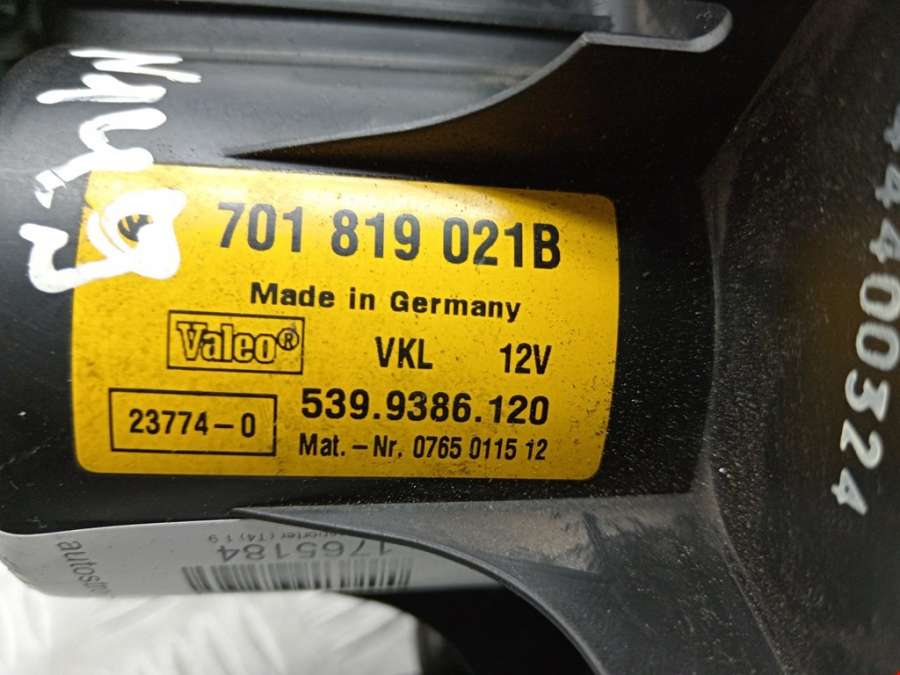 701 819 021B
Made in Germany
Valeo®
VKL 12V
23774-0
539.9386.120
Mat. - Nr. 0765 0115 12
4400324
1765184